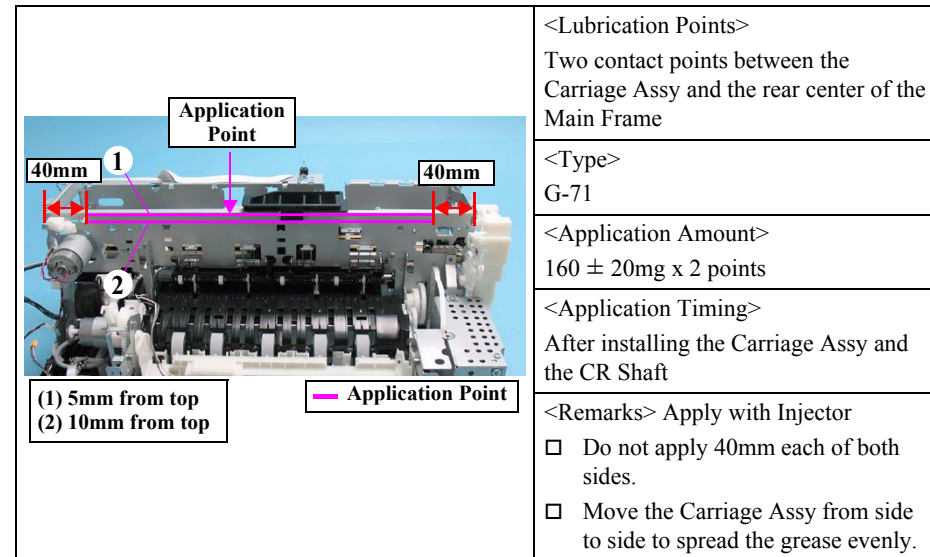 Application
Point
40mm
1
40mm
2
(1) 5mm from top
(2) 10mm from top
Application Point
<Lubrication Points>
Two contact points between the
Carriage Assy and the rear center of the
Main Frame
<Type>
G-71
<Application Amount>
160 ± 20mg x 2 points
<Application Timing>
After installing the Carriage Assy and
the CR Shaft
<Remarks> Apply with Injector
☐ Do not apply 40mm each of both
sides.
☐ Move the Carriage Assy from side
to side to spread the grease evenly.